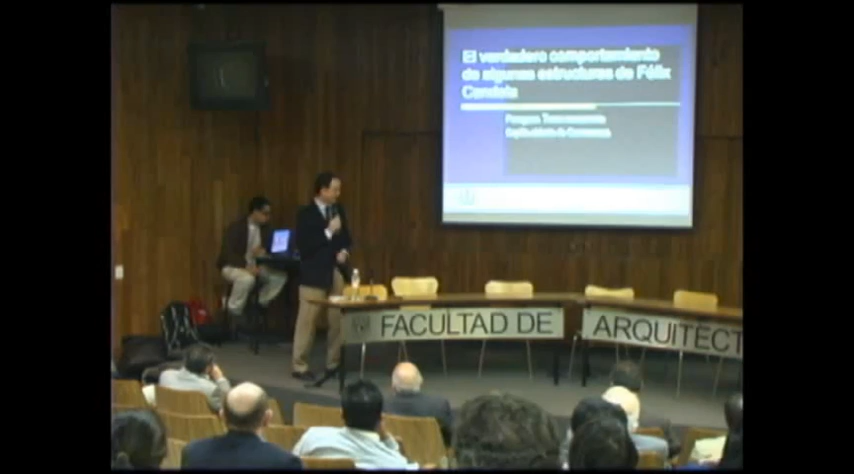 El verdadero comportamiento
de algunas estructuras de Félix
Candela
FACULTAD DE
ARQUITECT